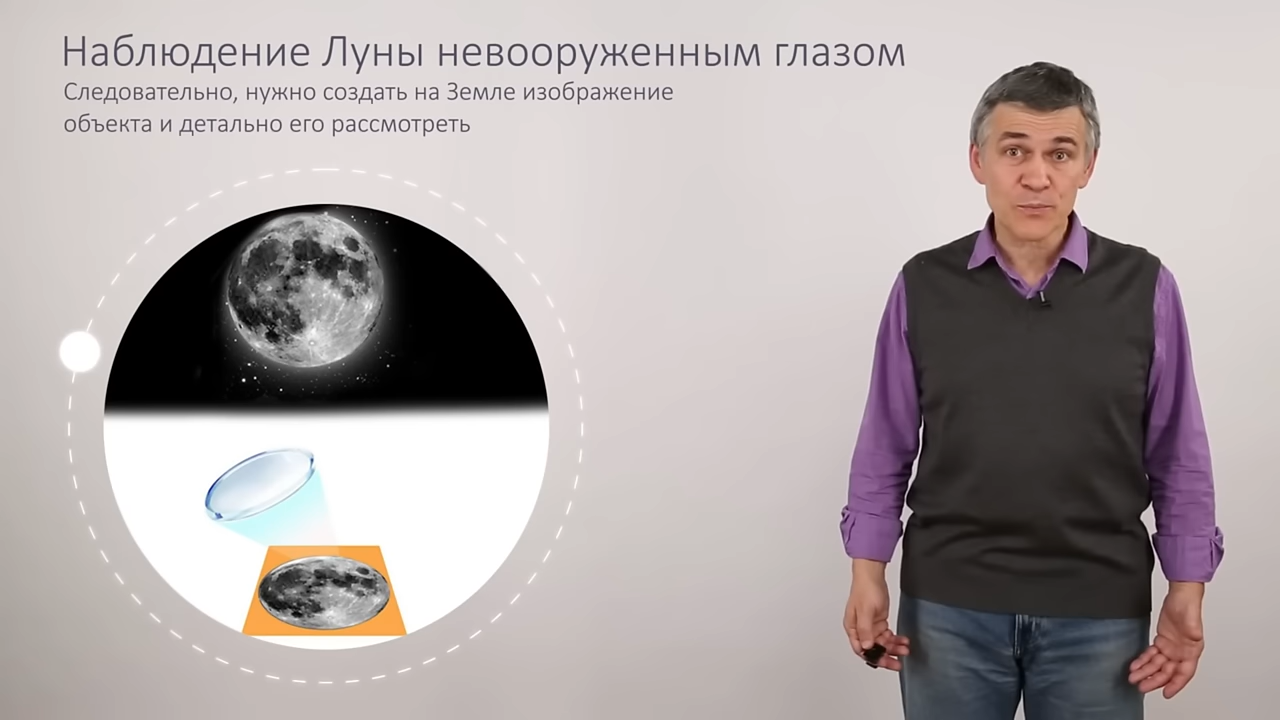 Наблюдение Луны невооруженным глазом
Следовательно, нужно создать на Земле изображение
объекта и детально его рассмотреть